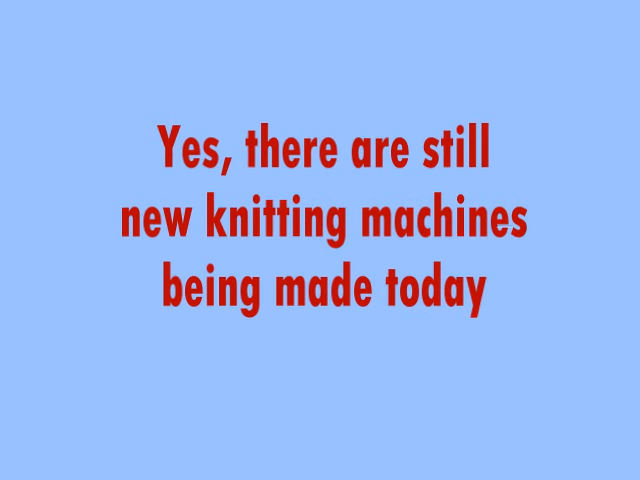 Yes, there are still
new knitting machines
being made today